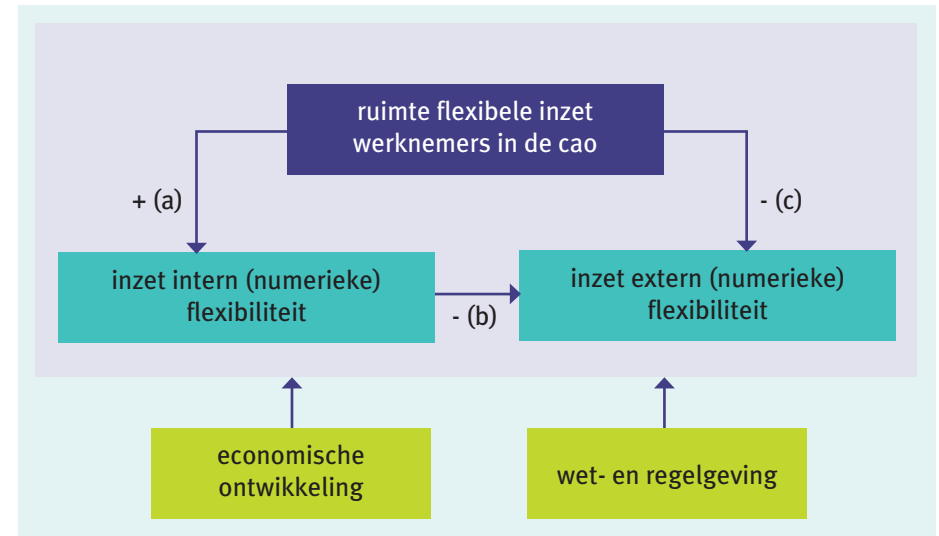 ruimte flexibele inzet
werknemers in de cao
+ (a)
- (c)
inzet intern (numerieke)
flexibiliteit
- (b)
inzet extern (numerieke)
flexibiliteit
economische
ontwikkeling
wet- en regelgeving